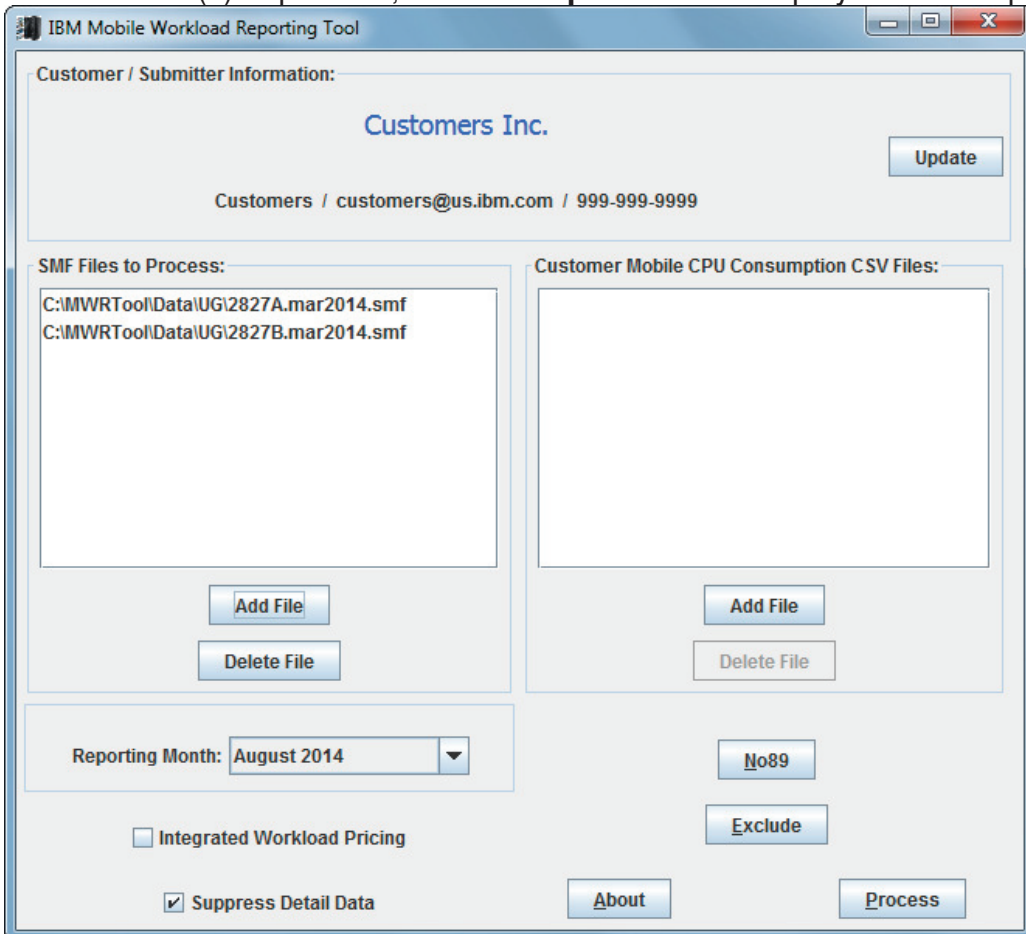 IBM Mobile Workload Reporting Tool
Customer / Submitter Information:
Customers Inc.
Update
Customers / customers@us.ibm.com / 999-999-9999
SMF Files to Process:
C:\MWRTool\Data\UG\2827A.mar2014.smf
C:\MWRTool\Data\UG\2827B.mar2014.smf
Add File
Delete File
Customer Mobile CPU Consumption CSV Files:
Add File
Delete File
Reporting Month: August 2014
No89
Exclude
Integrated Workload Pricing
Suppress Detail Data
About
Process